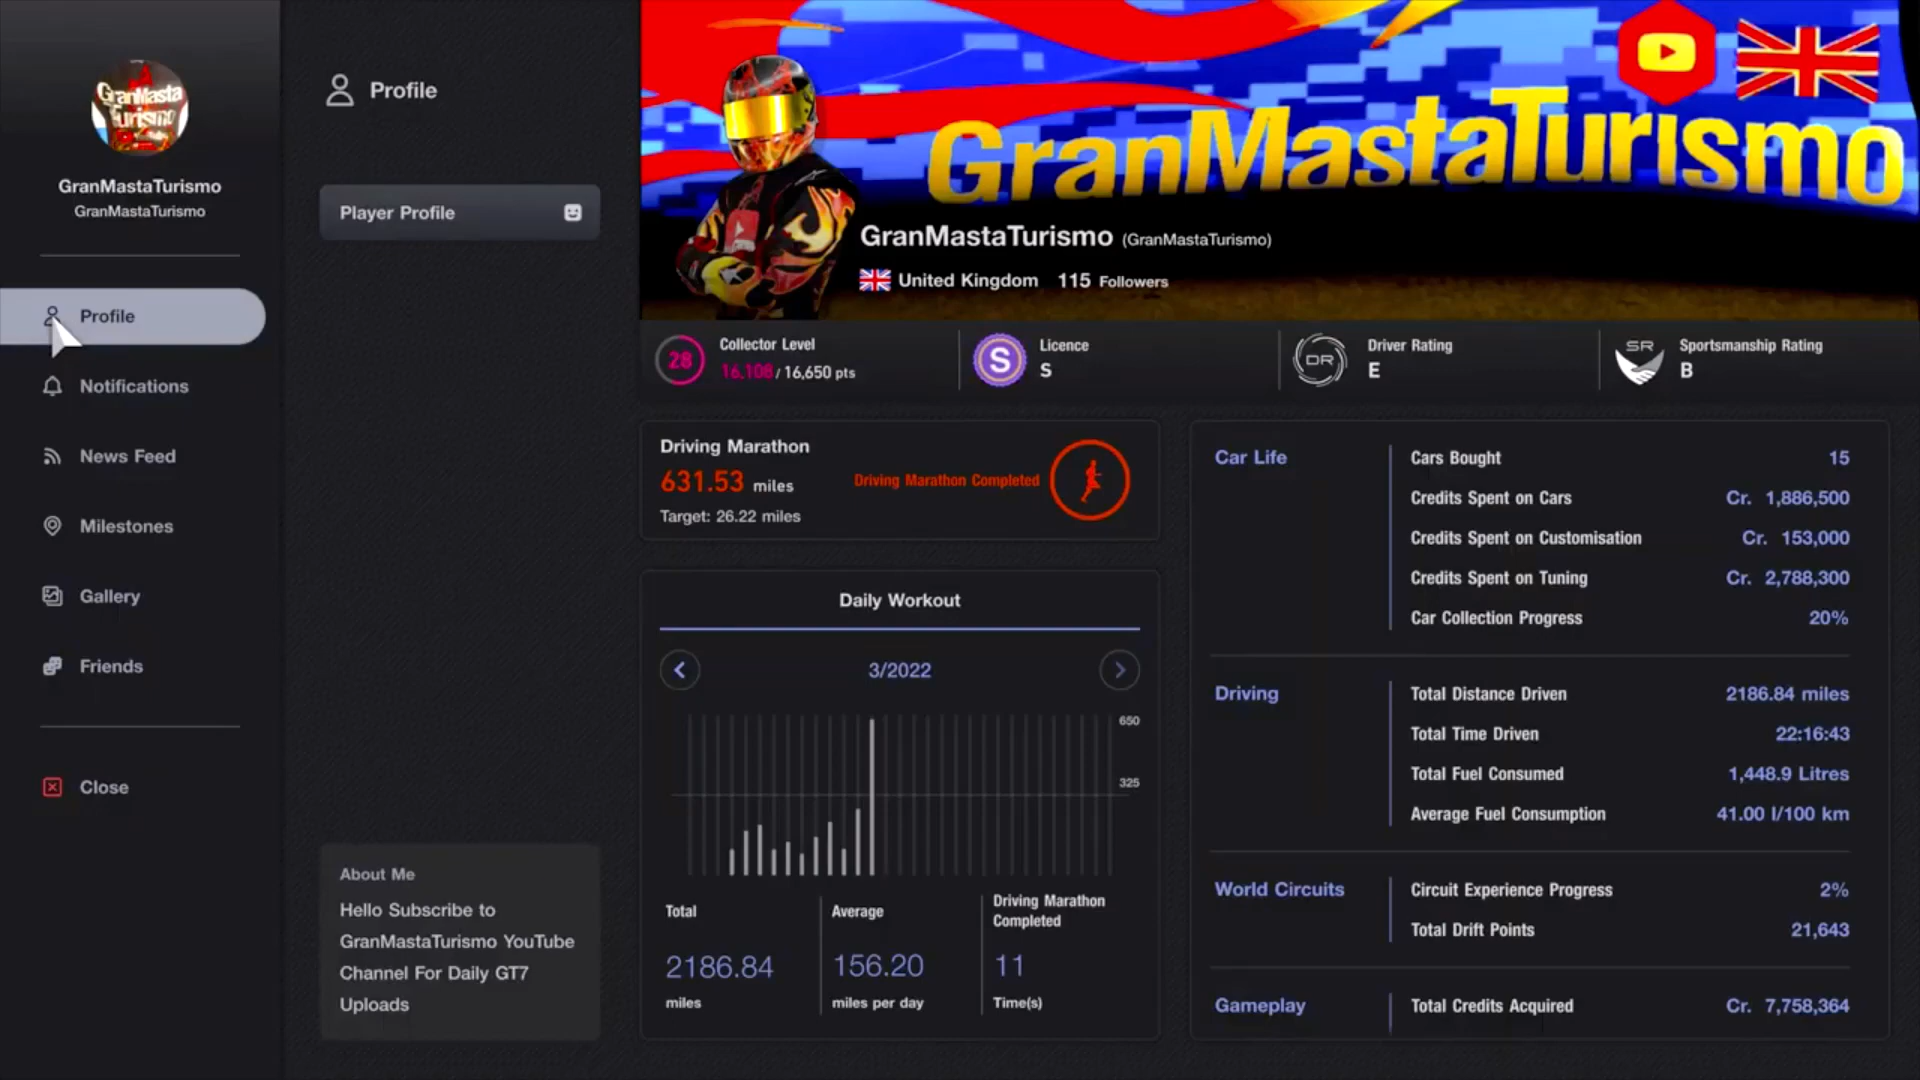 GranMasta
Turismo
GranMastaTurismo
GranMastaTurismo
Profile
Notifications
News Feed
Milestones
Gallery
Friends
Close
Profile
Player Profile
About Me
Hello Subscribe to
GranMastaTurismo YouTube
Channel For Daily GT7
Uploads
GranMastaTurismo
GranMastaTurismo (GranMastaTurismo)
United Kingdom 115 Followers
28
Collector Level
16,108 / 16,650 pts
S
Licence
S
DR
Driver Rating
E
SR
Sportsmanship Rating
B
Driving Marathon
631.53 miles
Target: 26.22 miles
Driving Marathon Completed
Daily Workout
3/2022
650
325
Total
2186.84
miles
Average
156.20
miles per day
Driving Marathon
Completed
11
Time(s)
Car Life
Cars Bought 15
Credits Spent on Cars Cr. 1,886,500
Credits Spent on Customisation Cr. 153,000
Credits Spent on Tuning Cr. 2,788,300
Car Collection Progress 20%
Driving
Total Distance Driven 2186.84 miles
Total Time Driven 22:16:43
Total Fuel Consumed 1,448.9 Litres
Average Fuel Consumption 41.00 l/100 km
World Circuits
Circuit Experience Progress 2%
Total Drift Points 21,643
Gameplay
Total Credits Acquired Cr. 7,758,364